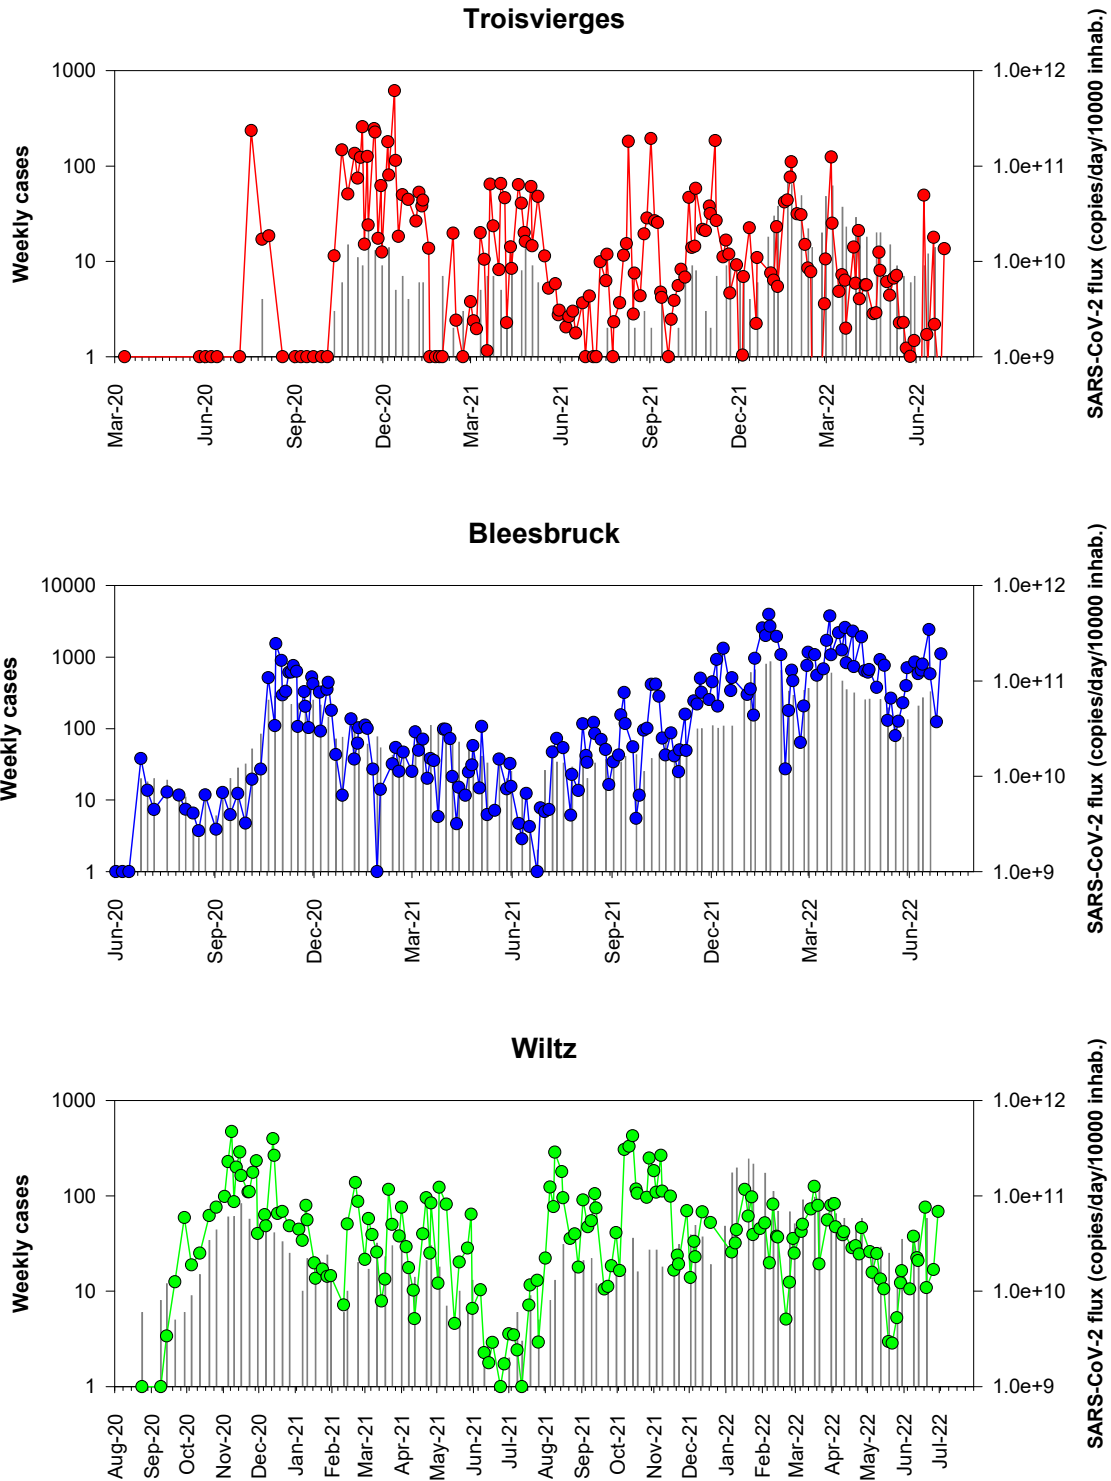 Troisvierges
Weekly cases
SARS-CoV-2 flux (copies/day/10000 inhab.)
1000
100
10
1
1.0e+12
1.0e+11
1.0e+10
1.0e+9
Mar-20
Jun-20
Sep-20
Dec-20
Mar-21
Jun-21
Sep-21
Dec-21
Mar-22
Jun-22
Bleesbruck
Weekly cases
SARS-CoV-2 flux (copies/day/10000 inhab.)
10000
1000
100
10
1
1.0e+12
1.0e+11
1.0e+10
1.0e+9
Jun-20
Sep-20
Dec-20
Mar-21
Jun-21
Sep-21
Dec-21
Mar-22
Jun-22
Wiltz
Weekly cases
SARS-CoV-2 flux (copies/day/10000 inhab.)
1000
100
10
1
1.0e+12
1.0e+11
1.0e+10
1.0e+9
Aug-20
Sep-20
Oct-20
Nov-20
Dec-20
Jan-21
Feb-21
Mar-21
Apr-21
May-21
Jun-21
Jul-21
Aug-21
Sep-21
Oct-21
Nov-21
Dec-21
Jan-22
Feb-22
Mar-22
Apr-22
May-22
Jun-22
Jul-22